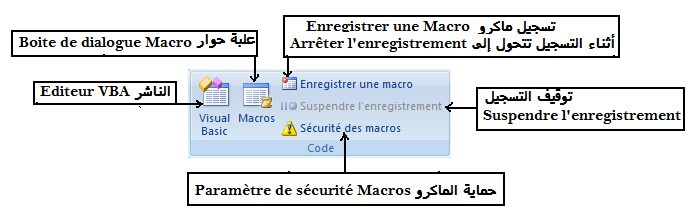 تسجيل ماكرو Enregistrer une Macro
أثناء التسجيل تتحول إلى Arrêter l'enregistrement
علبة حوار Boite de dialogue Macro
الناشر Editeur VBA
Enregistrer une macro
Suspendre l'enregistrement
Sécurité des macros
Visual
Basic
Macros
Code
توقيف التسجيل
Suspendre l'enregistrement
حماية الماكرو Paramètre de sécurité Macros